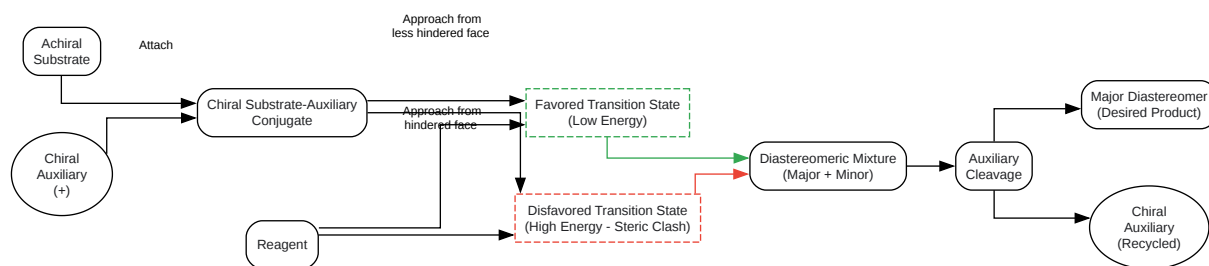 Approach from
less hindered face
Achiral
Substrate
Attach
Chiral Substrate-Auxiliary
Conjugate
Approach from
hindered face
Favored Transition State
(Low Energy)
Major Diastereomer
(Desired Product)
Chiral
Auxiliary
(+)
Diastereomeric Mixture
(Major + Minor)
Auxiliary
Cleavage
Disfavored Transition State
(High Energy - Steric Clash)
Reagent
Chiral
Auxiliary
(Recycled)